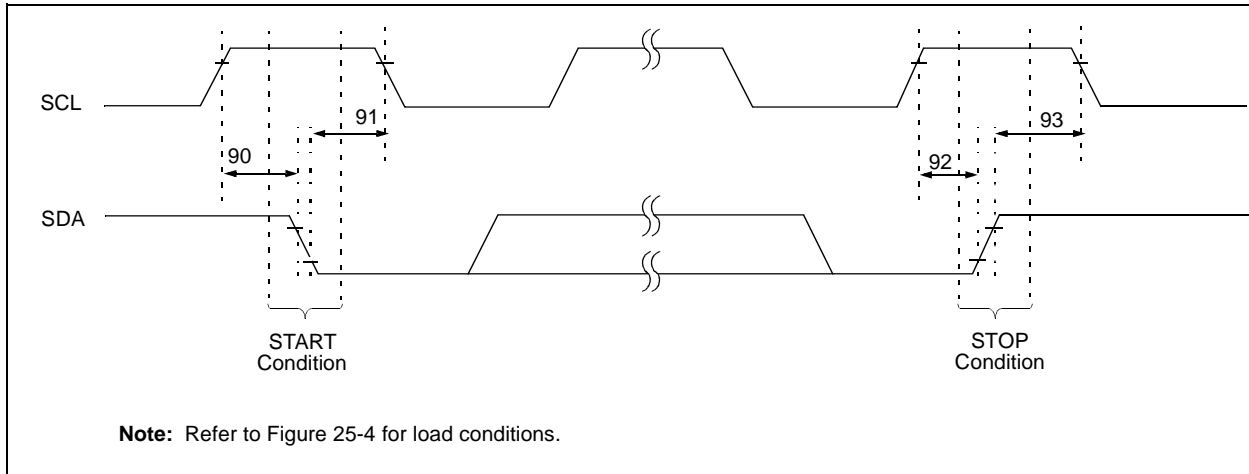 SCL
91
93
90
92
SDA
START
Condition
STOP
Condition
Note: Refer to Figure 25-4 for load conditions.